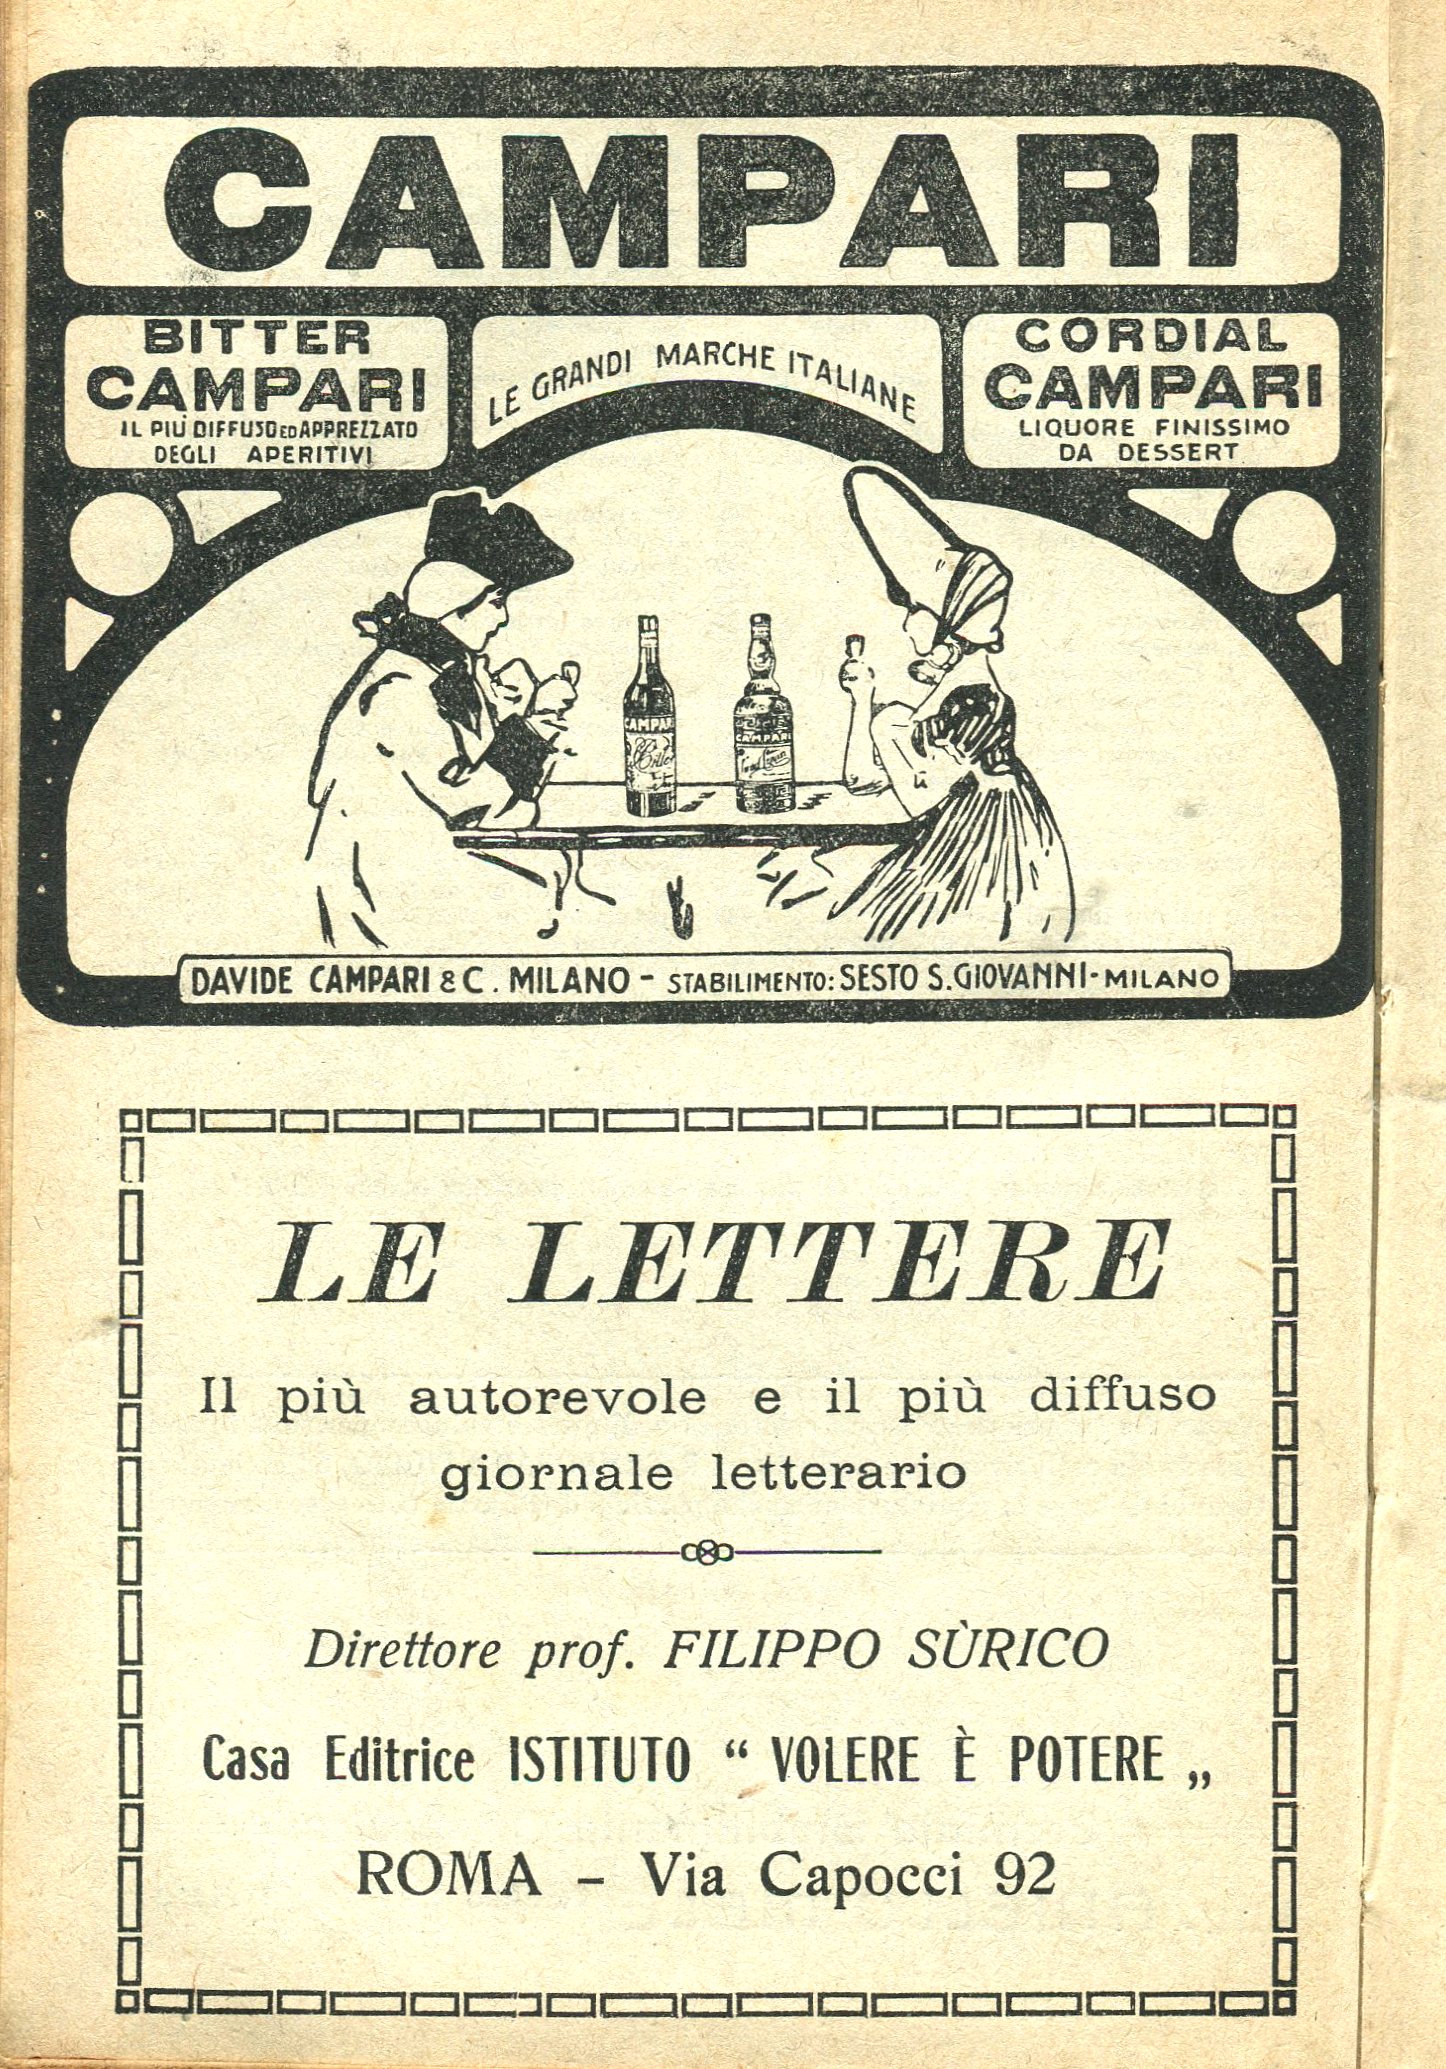 CAMPARI
BITTER
CAMPARI
IL PIÙ DIFFUSO ED APPREZZATO
DEGLI APERITIVI
LE GRANDI MARCHE ITALIANE
CORDIAL
CAMPARI
LIQUORE FINISSIMO
DA DESSERT
CAMPARI
Bitter
CAMPARI
DAVIDE CAMPARI & C. MILANO - STABILIMENTO: SESTO S. GIOVANNI - MILANO
LE LETTERE
Il più autorevole e il più diffuso
giornale letterario
Direttore prof. FILIPPO SÙRICO
Casa Editrice ISTITUTO “ VOLERE È POTERE „
ROMA – Via Capocci 92